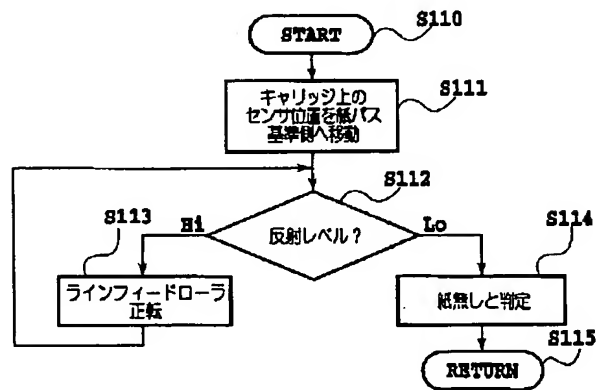 START
S110
キャリッジ上の
センサ位置を紙パス
基準側へ移動
S111
反射レベル？
S112
Hi
Lo
S113
ラインフィードローラ
正転
S114
紙無しと判定
S115
RETURN